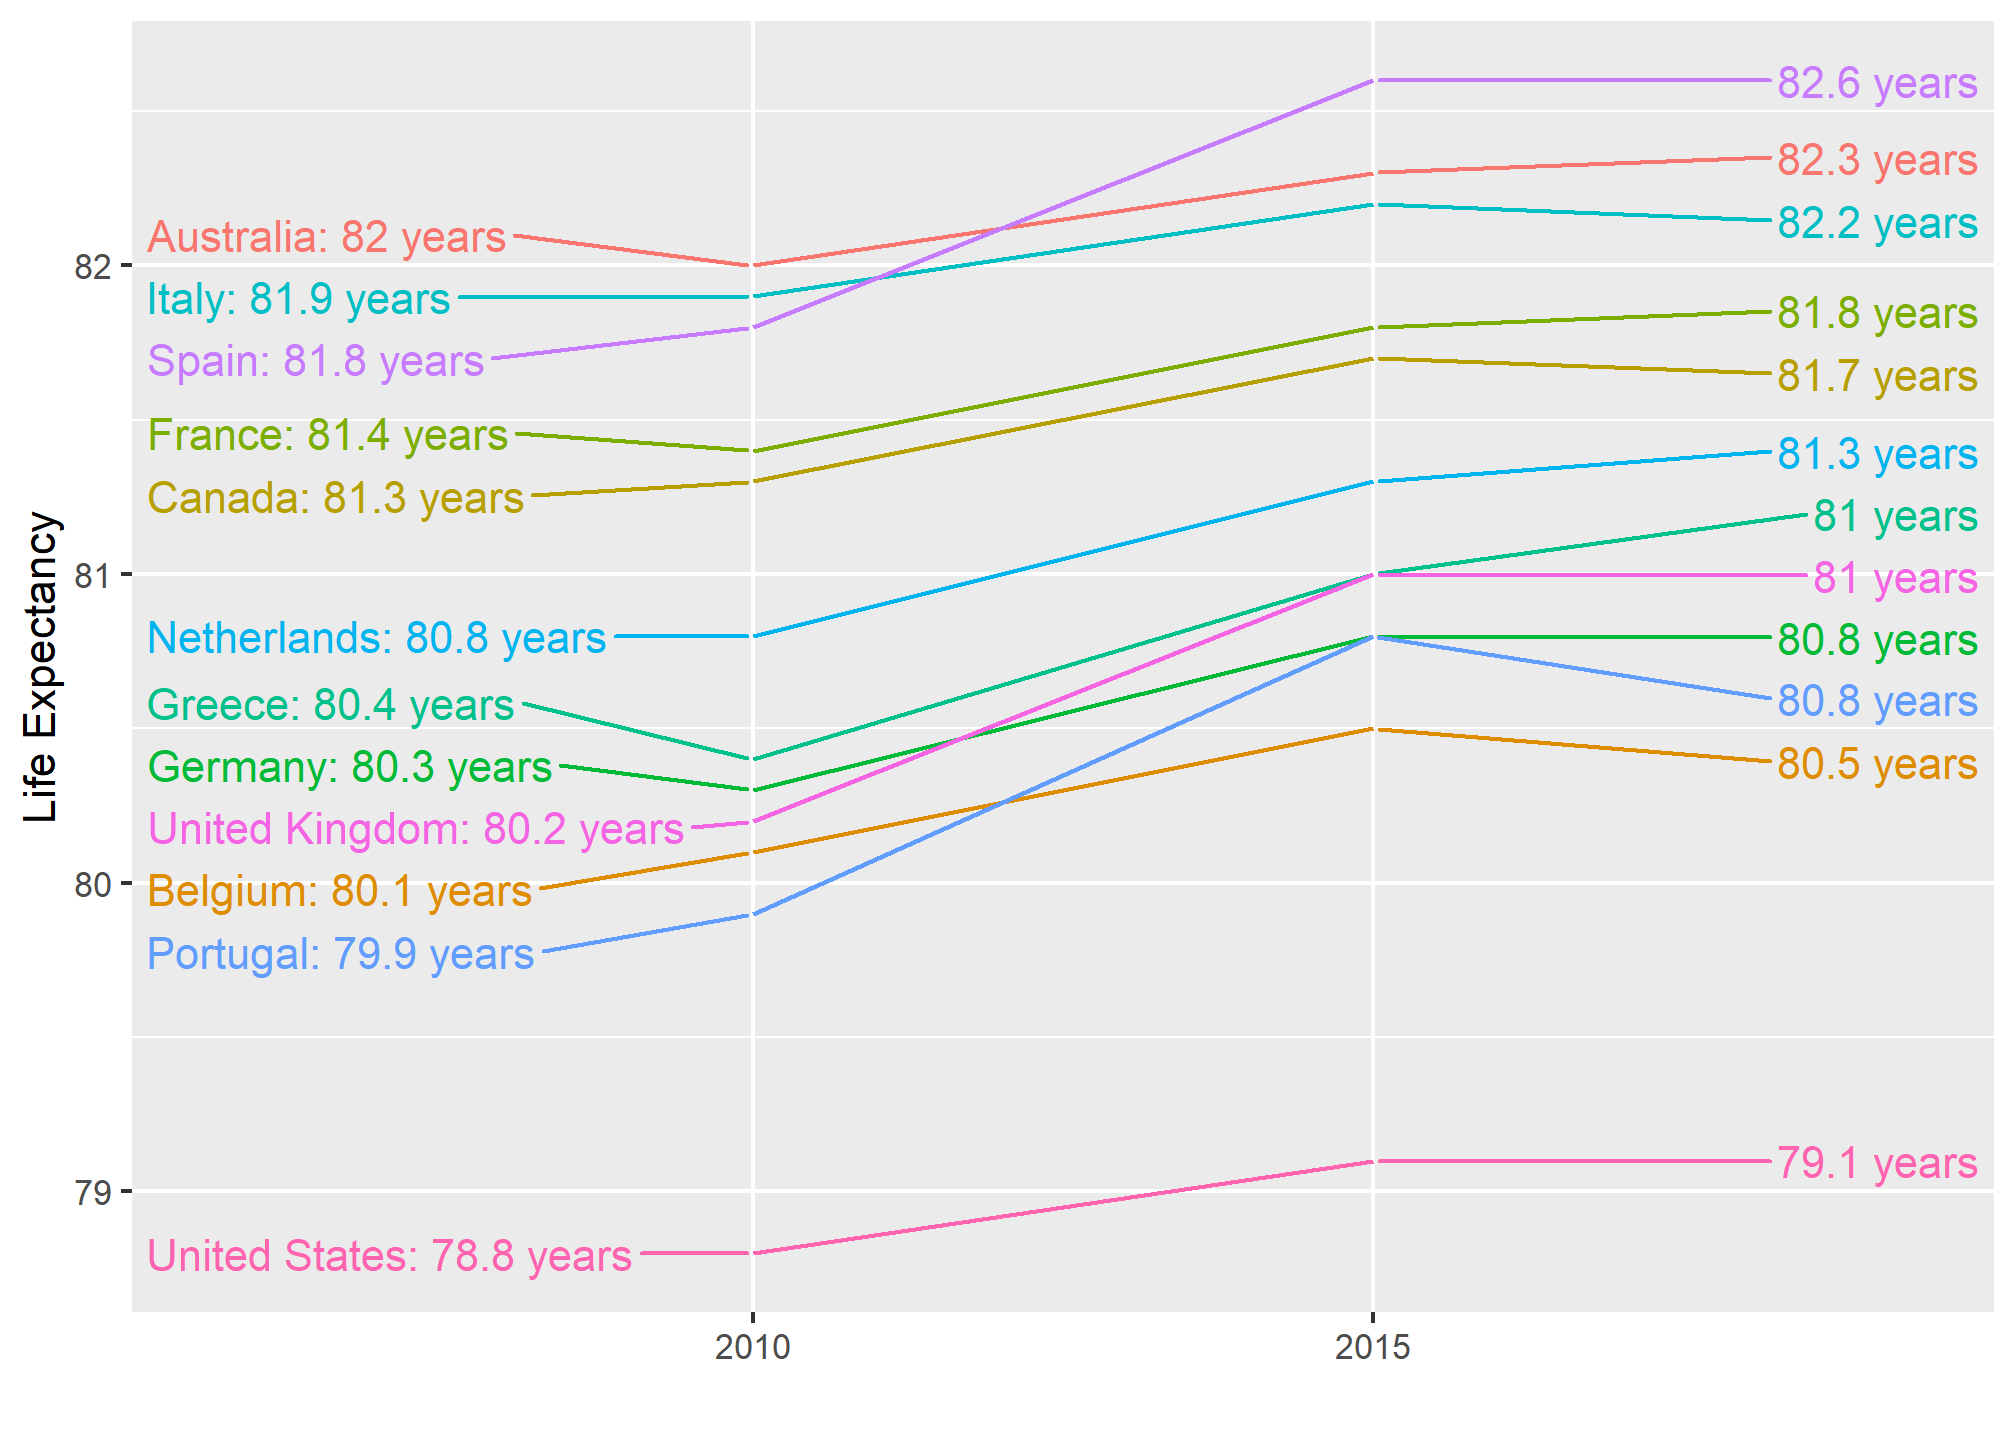 82.6 years
82.3 years
82.2 years
Australia: 82 years
82
Italy: 81.9 years
81.8 years
Spain: 81.8 years
81.7 years
France: 81.4 years
81.3 years
Canada: 81.3 years
81 years
81
81 years
Netherlands: 80.8 years
80.8 years
Life Expectancy
Greece: 80.4 years
80.8 years
Germany: 80.3 years
80.5 years
United Kingdom: 80.2 years
80
Belgium: 80.1 years
Portugal: 79.9 years
79.1 years
79
United States: 78.8 years
2010
2015